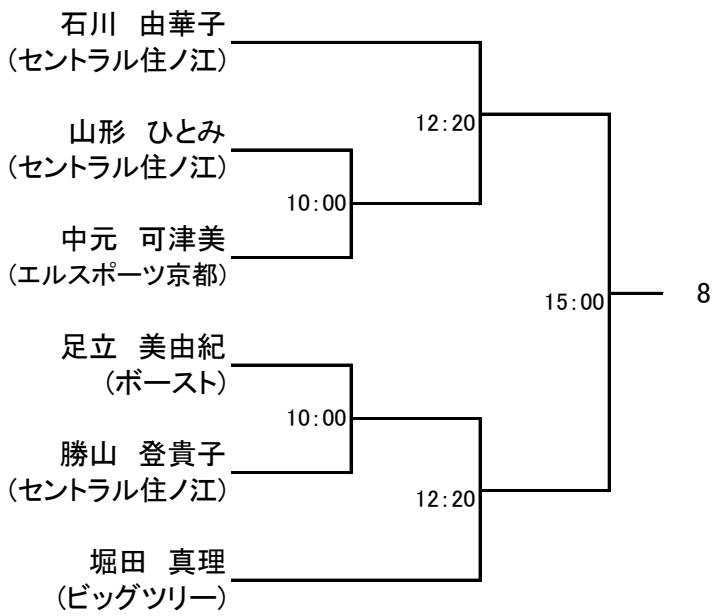 石川　由華子
(セントラル住ノ江)
12:20
山形　ひとみ
(セントラル住ノ江)
10:00
中元　可津美
(エルスポーツ京都)
15:00
8
足立　美由紀
(ボースト)
10:00
勝山　登貴子
(セントラル住ノ江)
12:20
堀田　真理
(ビッグツリー)